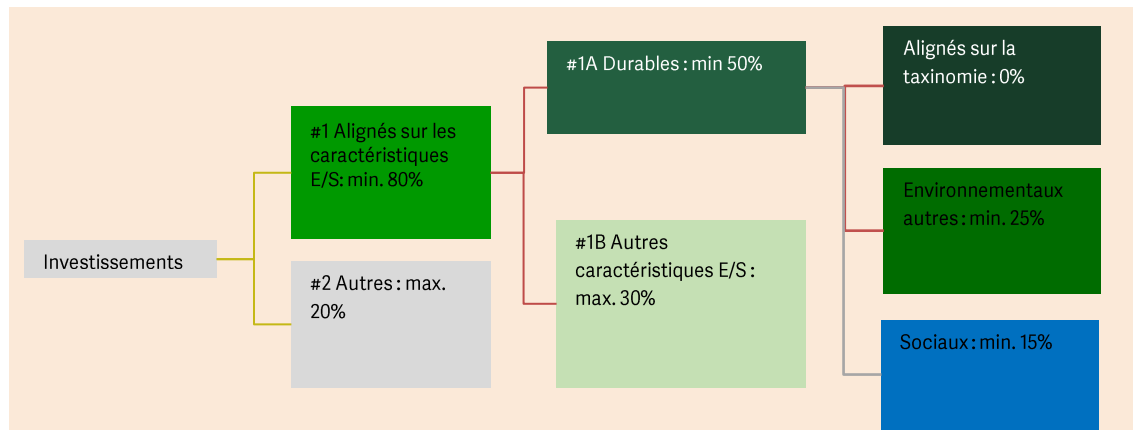 Investissements
#1 Alignés sur les
caractéristiques
E/S: min. 80%
#2 Autres : max.
20%
#1A Durables : min 50%
#1B Autres
caractéristiques E/S :
max. 30%
Alignés sur la
taxinomie : 0%
Environnementaux
autres : min. 25%
Sociaux : min. 15%